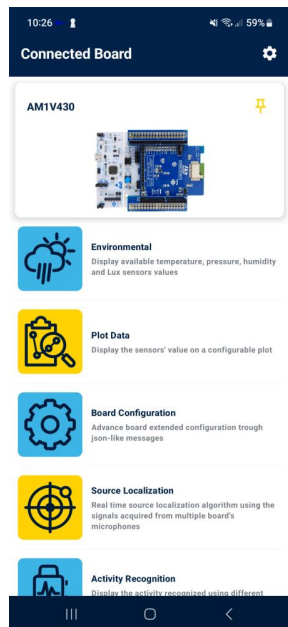 10:26
59%
Connected Board
AM1V430
Environmental
Display available temperature, pressure, humidity
and Lux sensors values
Plot Data
Display the sensors' value on a configurable plot
Board Configuration
Advance board extended configuration trough
json-like messages
Source Localization
Real time source localization algorithm using the
signals acquired from multiple board's
microphones
Activity Recognition
Display the activity recognized using different